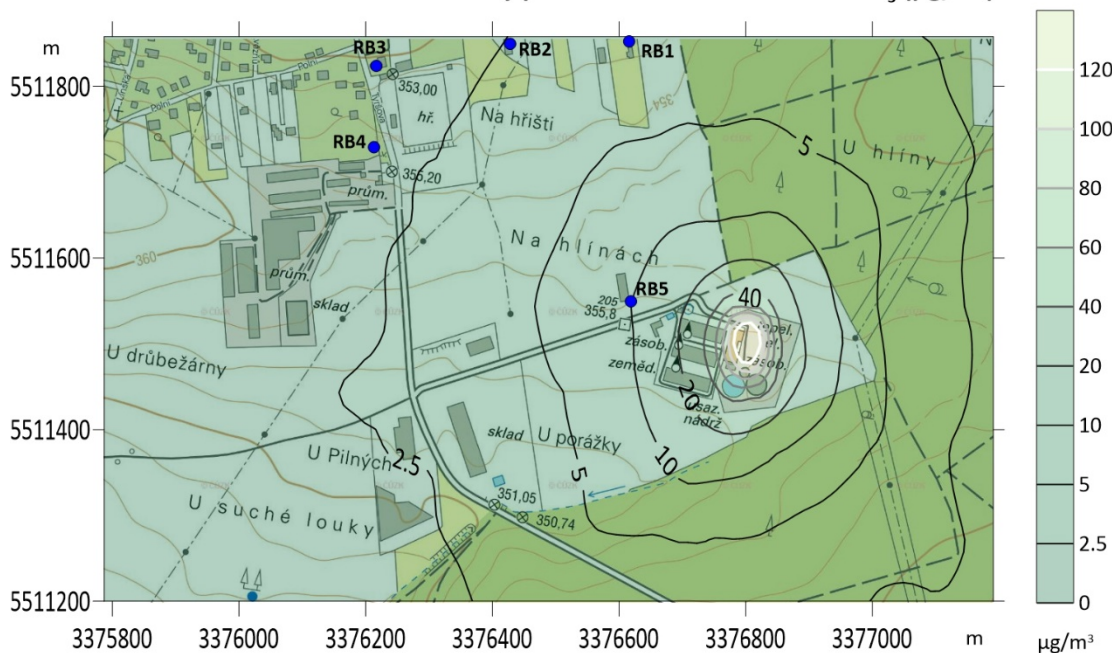 m
5511800
5511600
5511400
5511200
3375800 3376000 3376200 3376400 3376600 3376800 3377000 m
RB3
RB2
RB1
RB4
RB5
Polní
Polní
353,00
hř.
Na hřišti
354
U hlíny
355,20
prům.
prům.
sklad
360
Na hlínách
205
355,8
zásob.
zeměd.
nádrž
U drůbežárny
sklad
U porážky
U Pilných
U suché louky
351,05
350,74
2.5
5
5
10
20
40
120
100
80
60
40
20
10
5
2.5
0
µg/m³